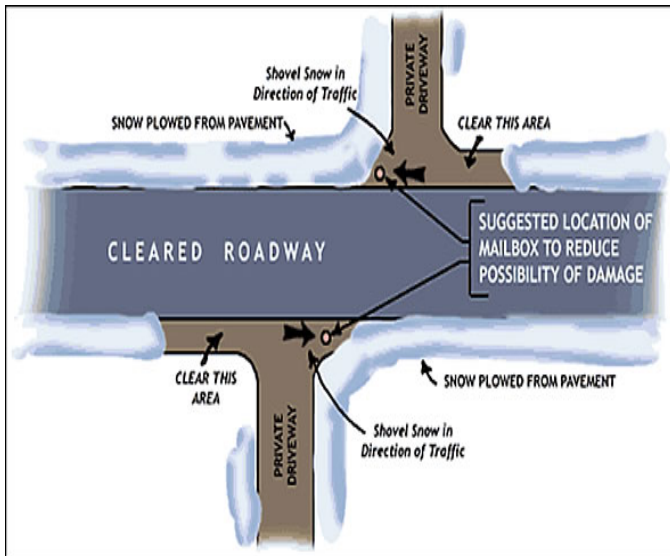 Shovel Snow in
Direction of Traffic
PRIVATE
DRIVEWAY
SNOW PLOWED FROM PAVEMENT
CLEAR THIS AREA
CLEARED ROADWAY
SUGGESTED LOCATION OF
MAILBOX TO REDUCE
POSSIBILITY OF DAMAGE
CLEAR THIS
AREA
SNOW PLOWED FROM PAVEMENT
PRIVATE
DRIVEWAY
Shovel Snow in
Direction of Traffic